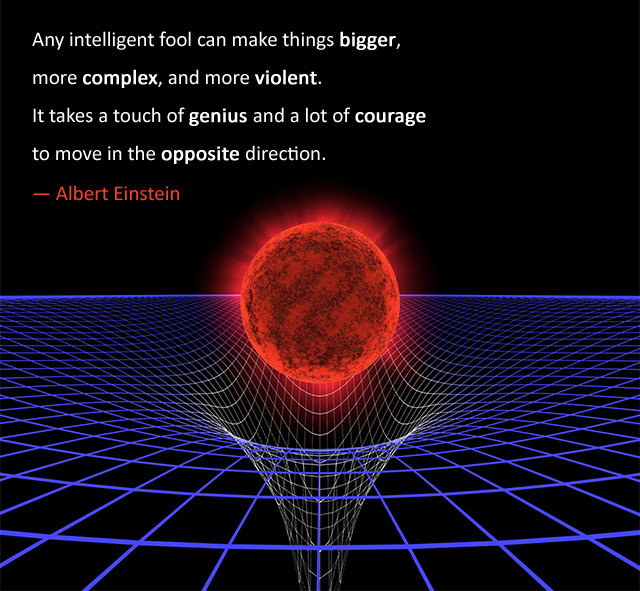 Any intelligent fool can make things bigger,
more complex, and more violent.
It takes a touch of genius and a lot of courage
to move in the opposite direction.
— Albert Einstein